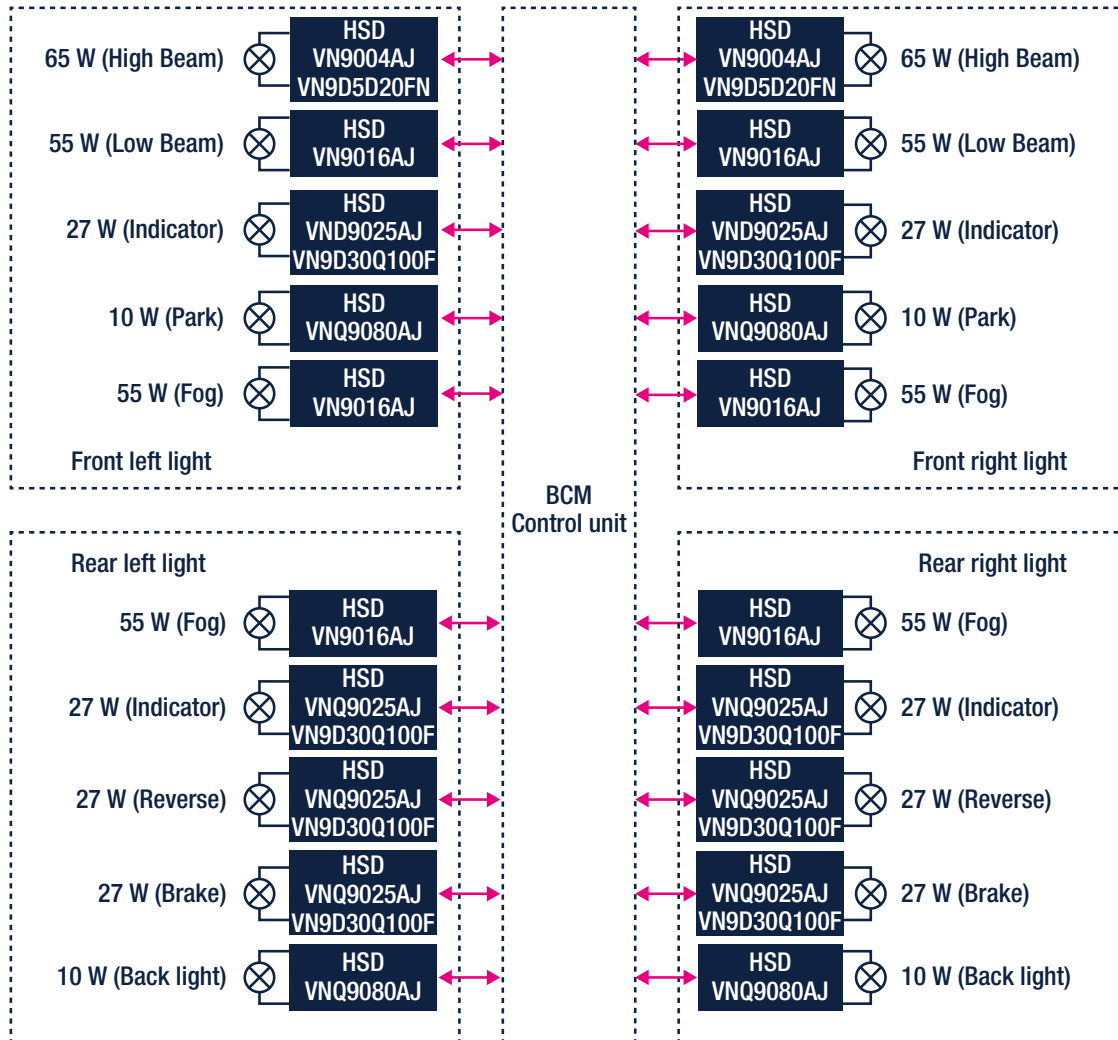 65 W (High Beam)
HSD
VN9004AJ
VN9D5D20FN
55 W (Low Beam)
HSD
VN9016AJ
27 W (Indicator)
HSD
VND9025AJ
VN9D30Q100F
10 W (Park)
HSD
VNQ9080AJ
55 W (Fog)
HSD
VN9016AJ
Front left light
HSD
VN9004AJ
VN9D5D20FN
65 W (High Beam)
HSD
VN9016AJ
55 W (Low Beam)
HSD
VND9025AJ
VN9D30Q100F
27 W (Indicator)
HSD
VNQ9080AJ
10 W (Park)
HSD
VN9016AJ
55 W (Fog)
Front right light
BCM
Control unit
Rear left light
55 W (Fog)
HSD
VN9016AJ
27 W (Indicator)
HSD
VNQ9025AJ
VN9D30Q100F
27 W (Reverse)
HSD
VNQ9025AJ
VN9D30Q100F
27 W (Brake)
HSD
VNQ9025AJ
VN9D30Q100F
10 W (Back light)
HSD
VNQ9080AJ
Rear right light
HSD
VN9016AJ
55 W (Fog)
HSD
VNQ9025AJ
VN9D30Q100F
27 W (Indicator)
HSD
VNQ9025AJ
VN9D30Q100F
27 W (Reverse)
HSD
VNQ9025AJ
VN9D30Q100F
27 W (Brake)
HSD
VNQ9080AJ
10 W (Back light)